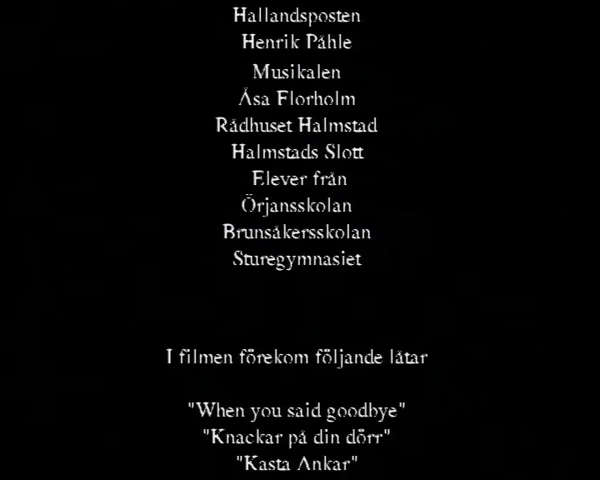 Hallandsposten
Henrik Påhle
Musikalen
Åsa Florholm
Rådhuset Halmstad
Halmstads Slott
Elever från
Örjansskolan
Brunsåkersskolan
Sturegymnasiet
I filmen förekom följande låtar
"When you said goodbye"
"Knackar på din dörr"
"Kasta Ankar"